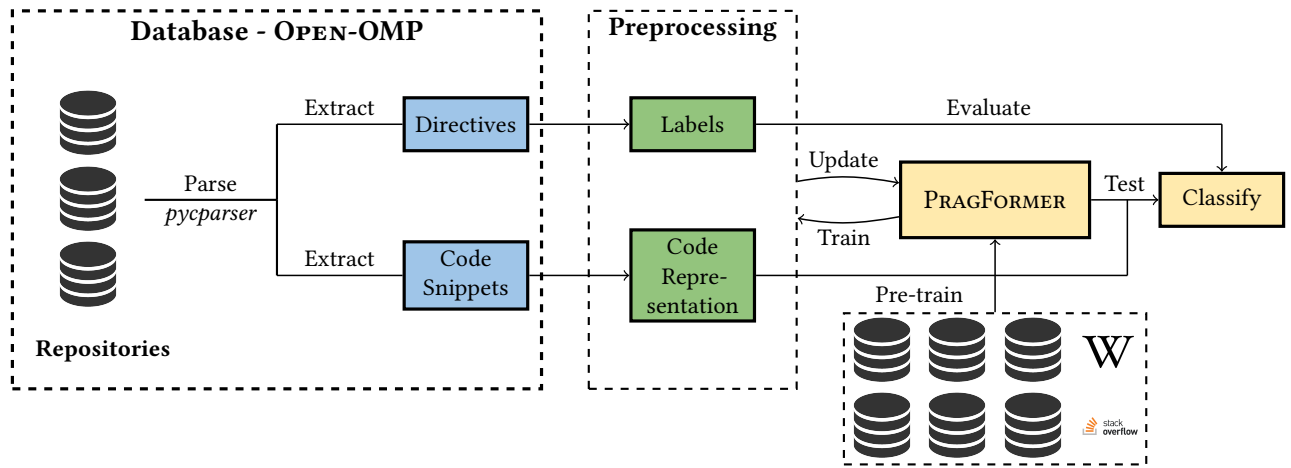 Database - OPEN-OMP
Preprocessing
Extract
Directives
Labels
Evaluate
Parse
pycparser
Update
Train
PRAGFORMER
Test
Classify
Extract
Code
Snippets
Code
Repre-
sentation
Pre-train
Repositories
W
stack
overflow